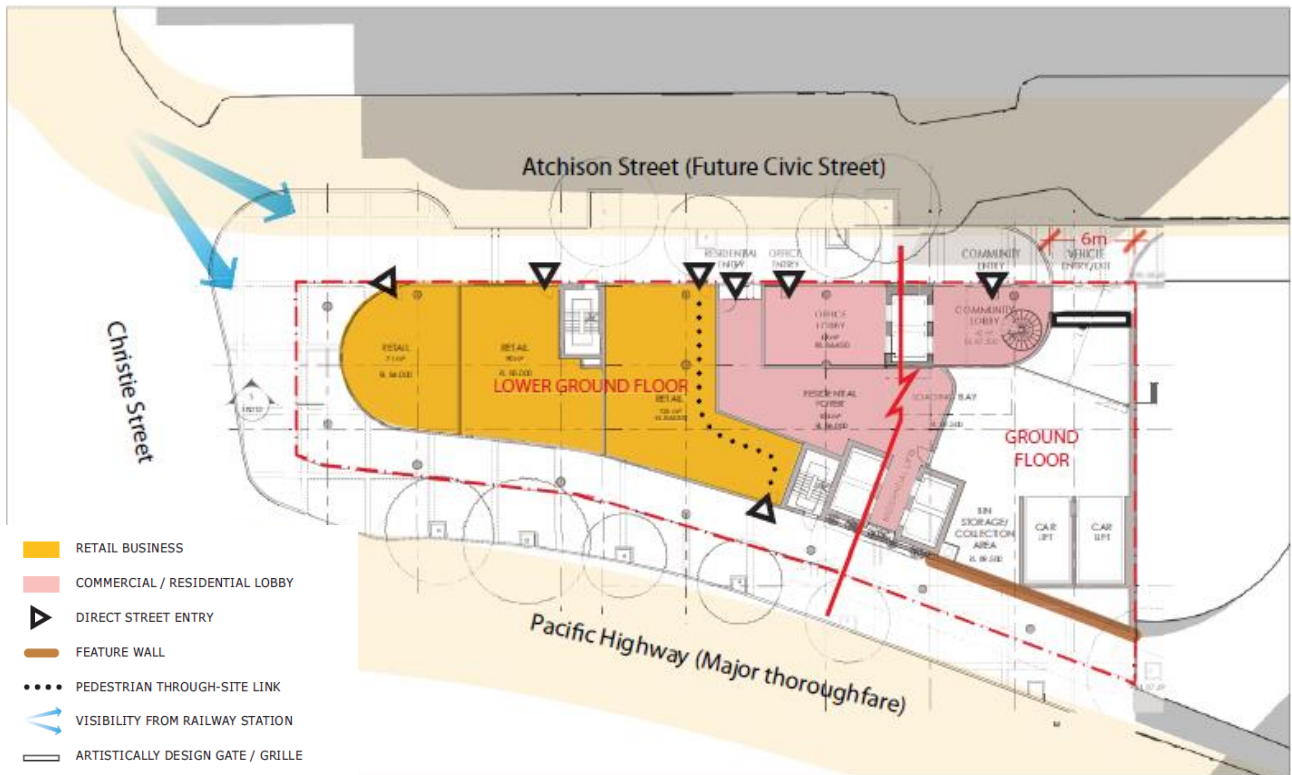 Atchison Street (Future Civic Street)
6m
RESIDENTIAL
ENTRY
OFFICE
ENTRY
COMMUNITY
ENTRY
VEHICLE
ENTRY/EXIT
OFFICE
LOBBY
COMMUNITY
LOBBY
Christie Street
RETAIL
RETAIL
LOWER GROUND FLOOR
RETAIL
RESIDENTIAL
FOYER
LOADING BAY
GROUND
FLOOR
BIN
STORAGE/
COLLECTION
AREA
CAR
LIFT
CAR
LIFT
Pacific Highway (Major thoroughfare)
RETAIL BUSINESS
COMMERCIAL / RESIDENTIAL LOBBY
DIRECT STREET ENTRY
FEATURE WALL
PEDESTRIAN THROUGH-SITE LINK
VISIBILITY FROM RAILWAY STATION
ARTISTICALLY DESIGN GATE / GRILLE